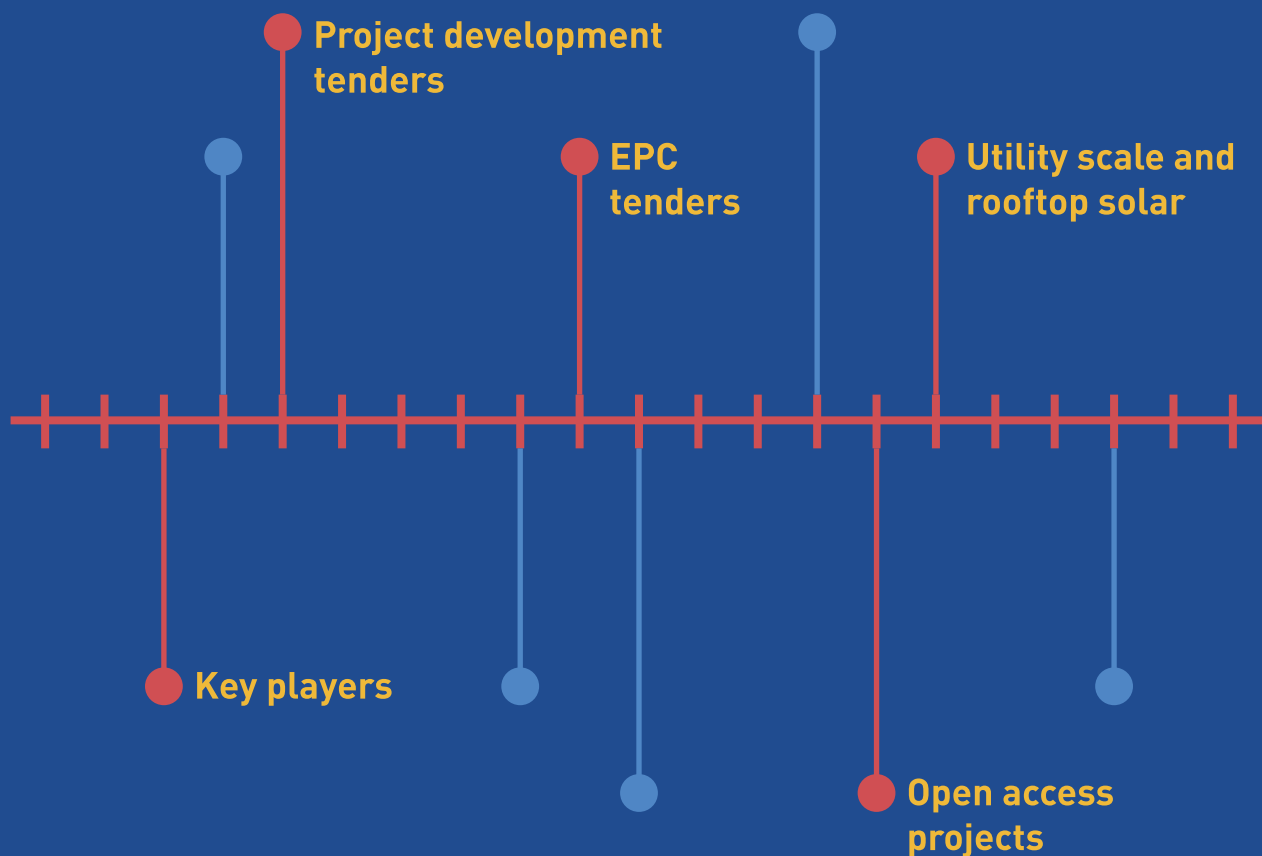 Project development
tenders
EPC
tenders
Utility scale and
rooftop solar
Key players
Open access
projects